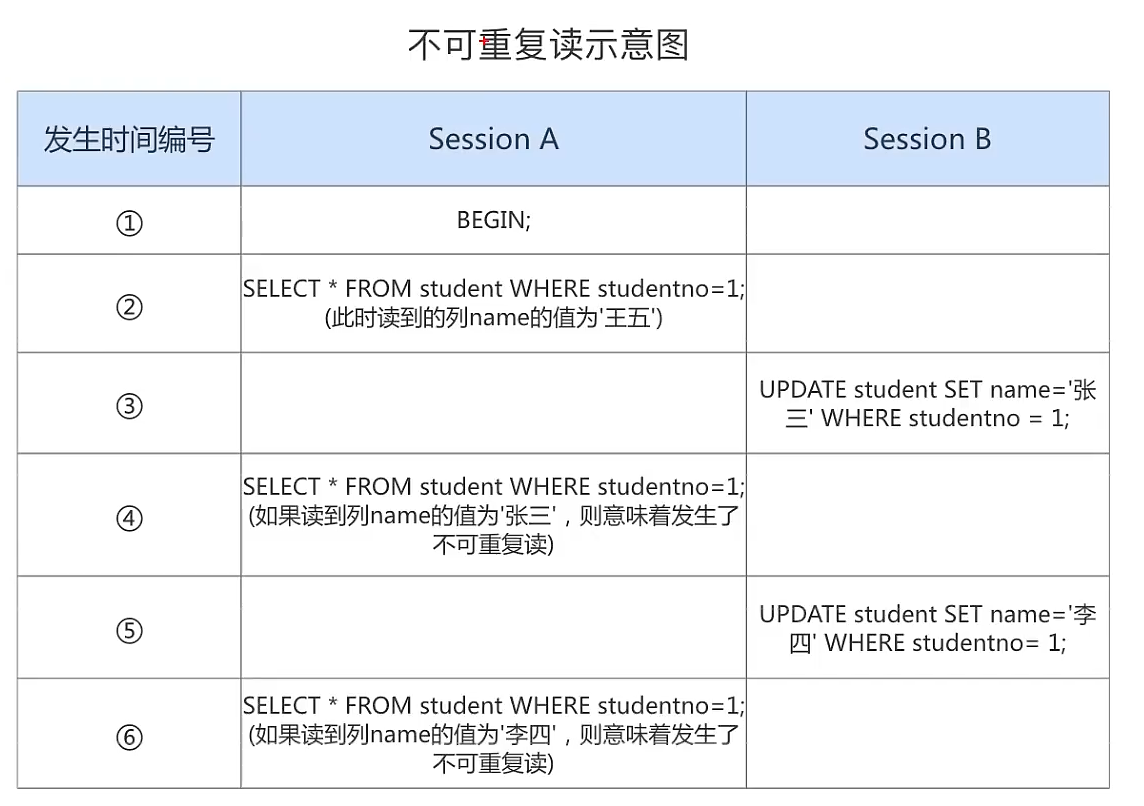 不可重复读示意图
发生时间编号
Session A
Session B
①
BEGIN;
②
SELECT * FROM student WHERE studentno=1;
(此时读到的列name的值为'王五')
③
UPDATE student SET name='张
三' WHERE studentno = 1;
④
SELECT * FROM student WHERE studentno=1;
(如果读到列name的值为'张三'，则意味着发生了
不可重复读)
⑤
UPDATE student SET name='李
四' WHERE studentno= 1;
⑥
SELECT * FROM student WHERE studentno=1;
(如果读到列name的值为'李四'，则意味着发生了
不可重复读)